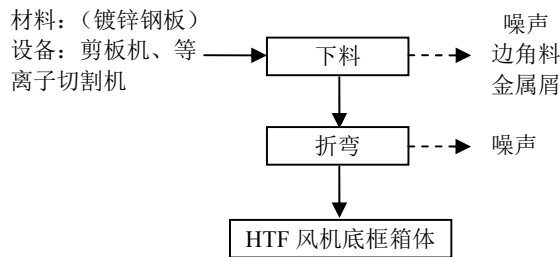 材料：（镀锌钢板）
设备：剪板机、等
离子切割机
下料
噪声
边角料
金属屑
折弯
噪声
HTF 风机底框箱体